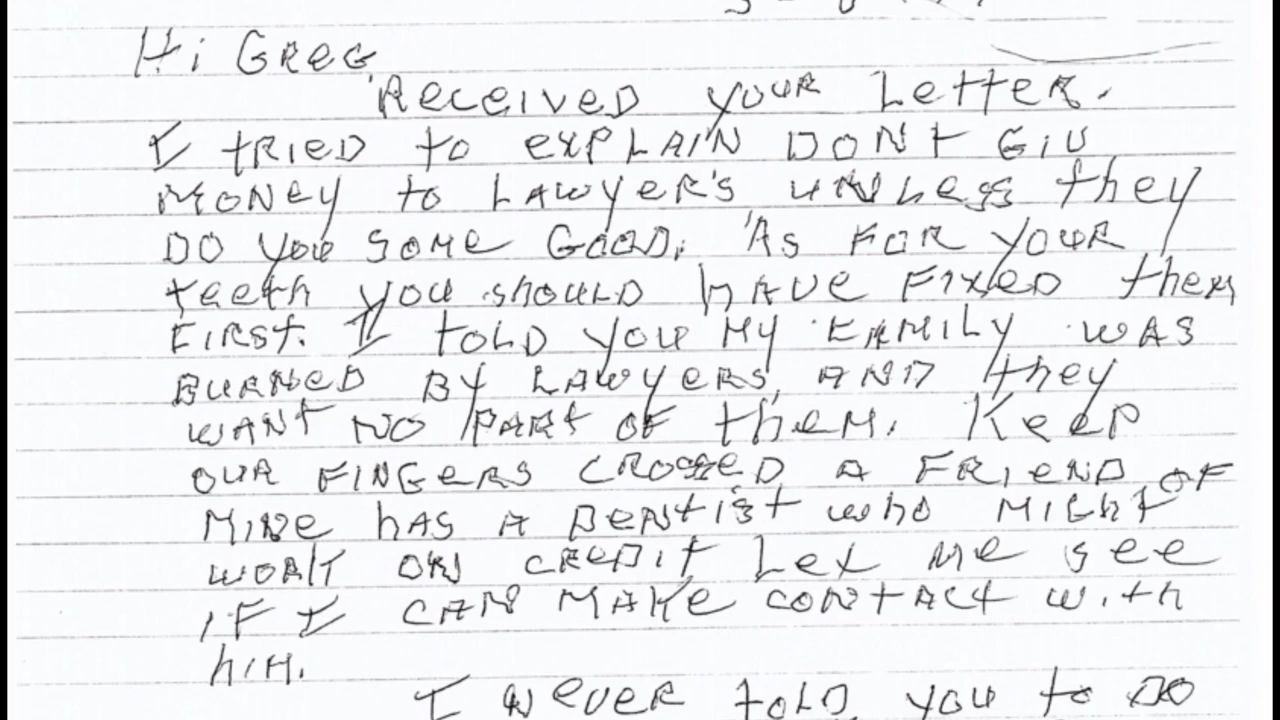 Hi GREG
RECEIVED YOUR LETTER.
I tRIED to EXPLAIN DONT GIV
MONEY to LAWYER'S UNLESS they
DO YOU SOME GOOD. AS FOR YOUR
teeth YOU SHOULD HAVE FIXED them
FIRST. I tOLD YOU MY FAMILY WAS
BURNED BY LAWYERS, AND they
WANT NO PARt OF thEM. KEEP
OUR FINGERS CROSSED A FRIEND OF
MINE hAS A DENTIST WHO MIGHT
WORK ON CREDIT LET ME SEE
IF I CAN MAKE CONTACT WITH
hIM.
I NEVER tOLD YOU to DO